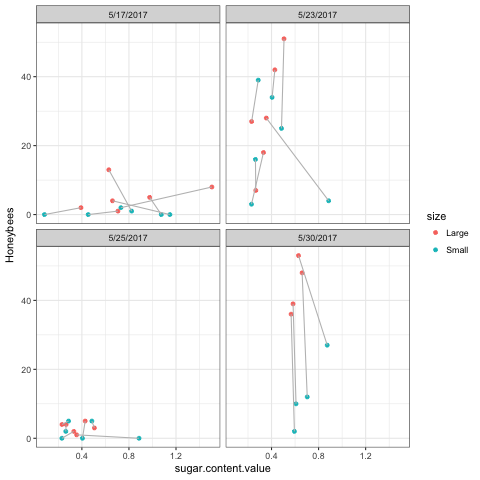 5/17/2017 5/23/2017
40
20
0
Honeybees
size
Large
Small
5/25/2017 5/30/2017
40
20
0
0.4 0.8 1.2 0.4 0.8 1.2
sugar.content.value